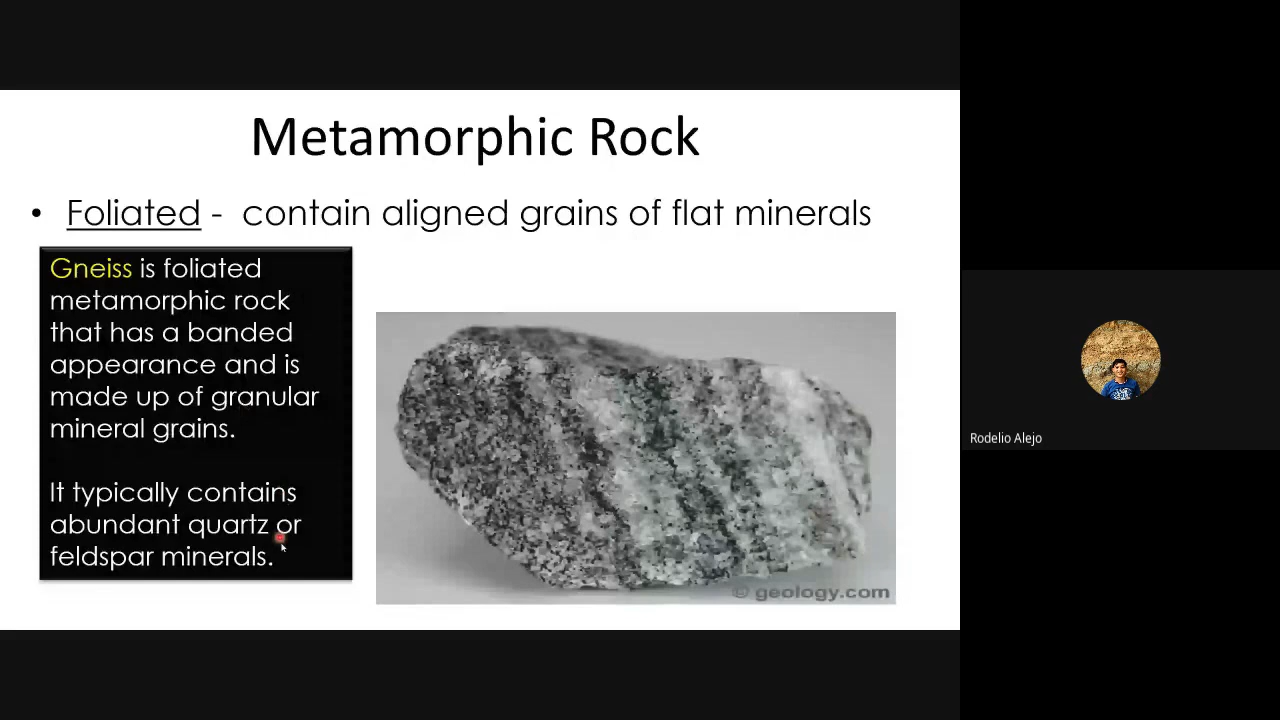 Metamorphic Rock
• Foliated - contain aligned grains of flat minerals
Gneiss is foliated
metamorphic rock
that has a banded
appearance and is
made up of granular
mineral grains.
It typically contains
abundant quartz or
feldspar minerals.
© geology.com
Rodelio Alejo